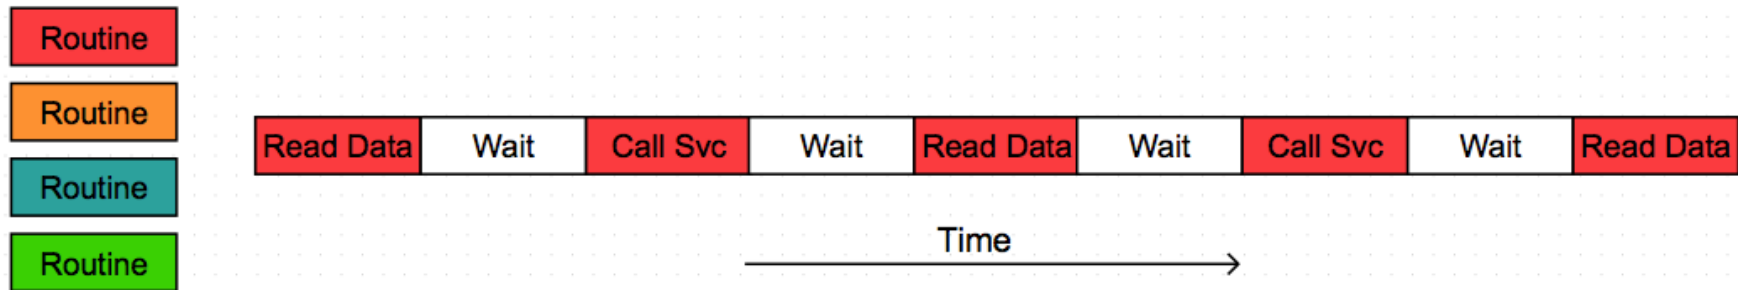 Routine
Routine
Read Data Wait Call Svc Wait Read Data Wait Call Svc Wait Read Data
Routine
Time
Routine